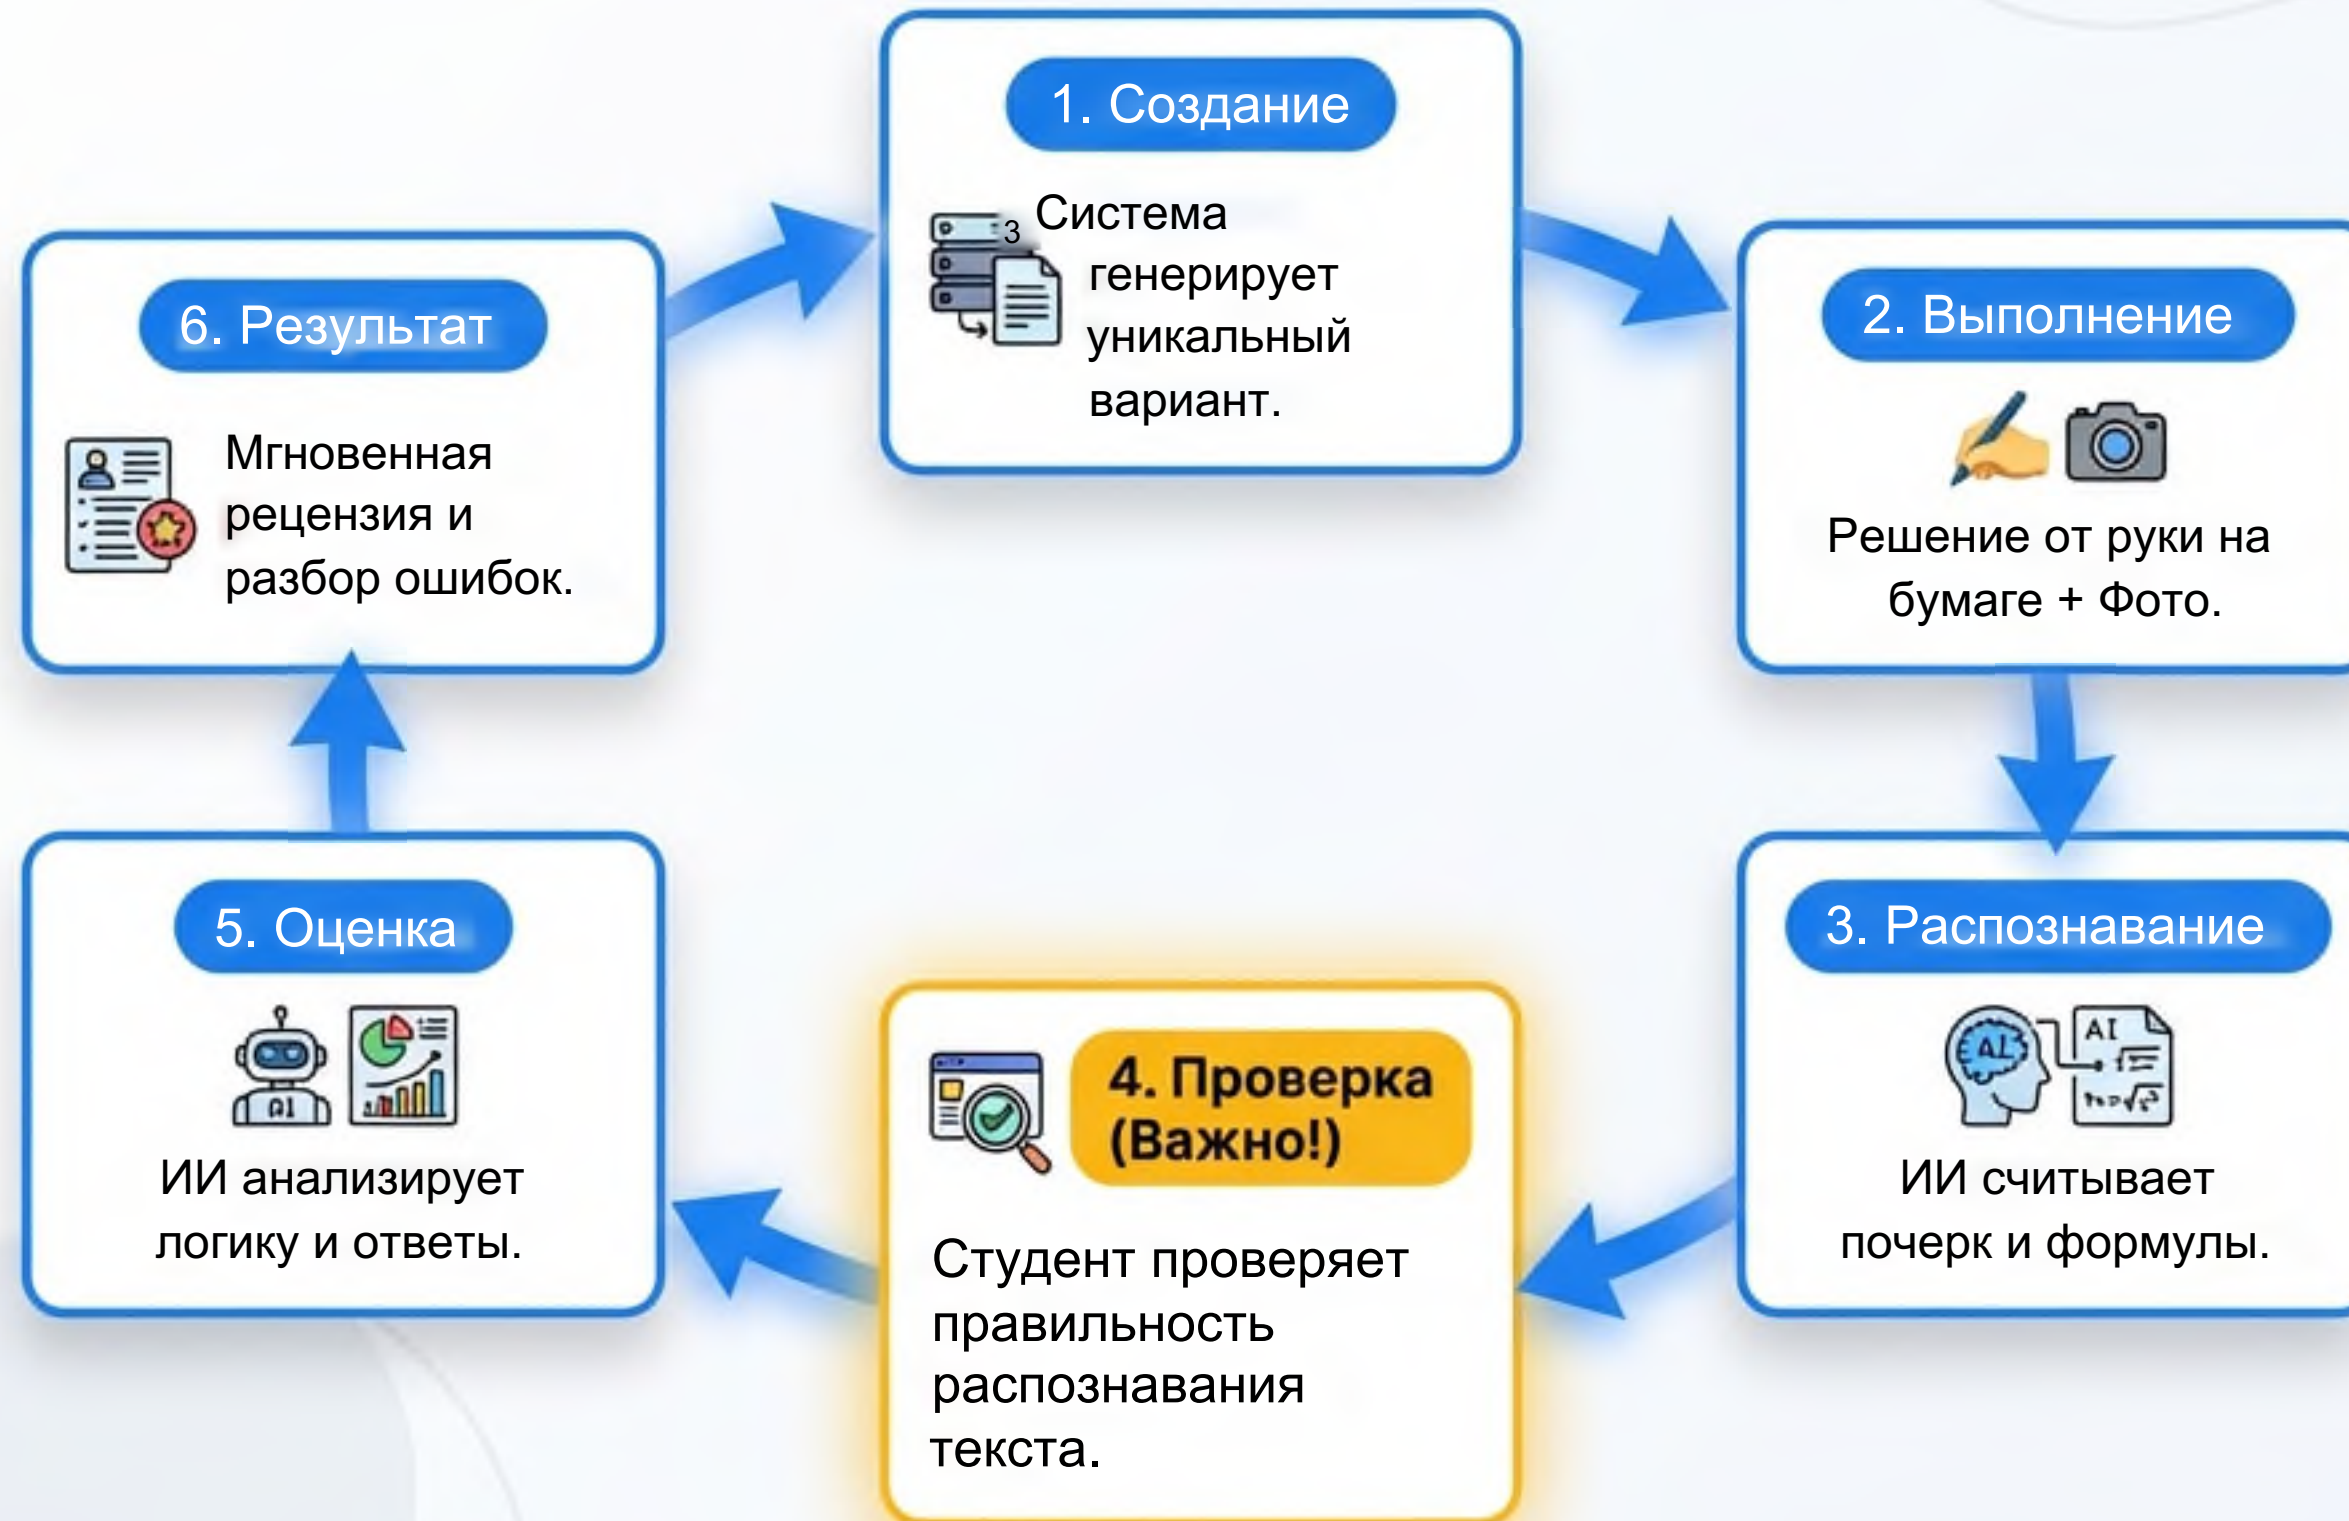 1. Создание
3 Система
генерирует
уникальный
вариант.
2. Выполнение
Решение от руки на
бумаге + Фото.
3. Распознавание
AI
AI
ИИ считывает
почерк и формулы.
4. Проверка
(Важно!)
Студент проверяет
правильность
распознавания
текста.
5. Оценка
AI
ИИ анализирует
логику и ответы.
6. Результат
Мгновенная
рецензия и
разбор ошибок.